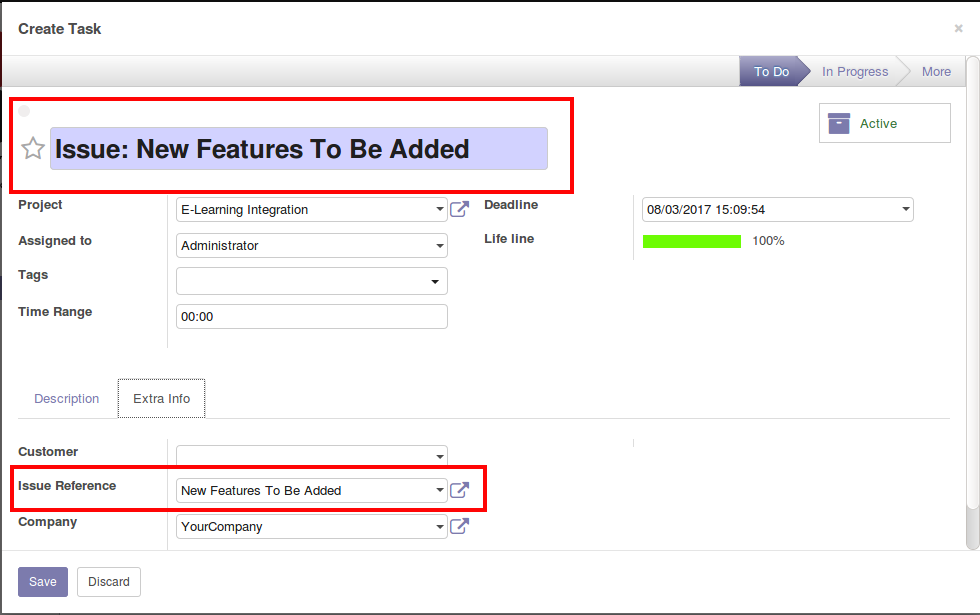 Create Task
×
To Do In Progress More
Active
Issue: New Features To Be Added
Project E-Learning Integration Deadline 08/03/2017 15:09:54
Assigned to Administrator Life line 100%
Tags
Time Range 00:00
Description Extra Info
Customer
Issue Reference New Features To Be Added
Company YourCompany
Save Discard